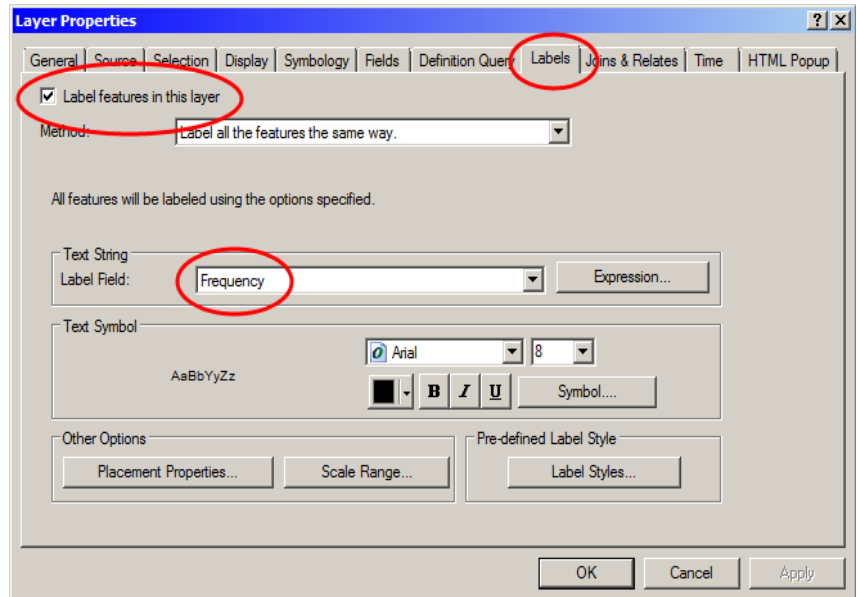 Layer Properties
General Source Selection Display Symbology Fields Definition Query Labels Joins & Relates Time HTML Popup
Label features in this layer
Method: Label all the features the same way.
All features will be labeled using the options specified.
Text String
Label Field: Frequency Expression...
Text Symbol
AaBbYyZz
Arial 8
B I U Symbol....
Other Options
Placement Properties... Scale Range...
Pre-defined Label Style
Label Styles...
OK Cancel Apply